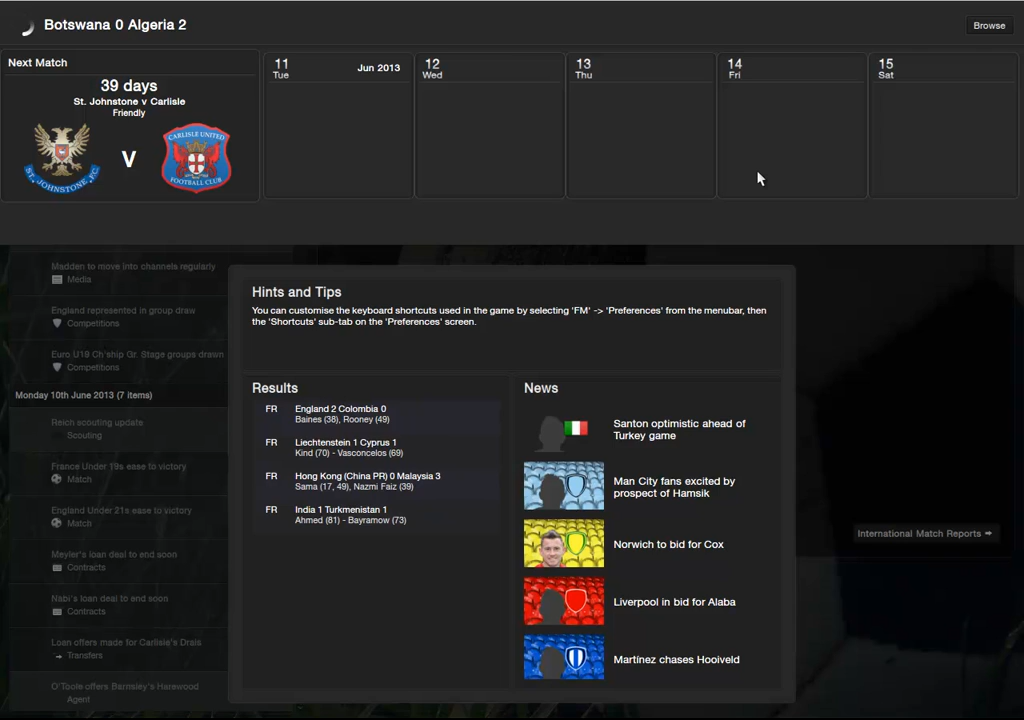 Botswana 0 Algeria 2
Browse
Next Match
39 days
St. Johnstone v Carlisle
Friendly
ST. JOHNSTONE F.C.
V
CARLISLE UNITED
FOOTBALL CLUB
11
Tue
Jun 2013
12
Wed
13
Thu
14
Fri
15
Sat
Madden to move into channels regularly
Media
England represented in group draw
Competitions
Euro U19 Ch'ship Gr. Stage groups drawn
Competitions
Monday 10th June 2013 (7 items)
Reich scouting update
Scouting
France Under 19s ease to victory
Match
England Under 21s ease to victory
Match
Meyler's loan deal to end soon
Contracts
Nabi's loan deal to end soon
Contracts
Loan offers made for Carlisle's Drais
Transfers
O'Toole offers Barnsley's Harewood
Agent
Hints and Tips
You can customise the keyboard shortcuts used in the game by selecting 'FM' -> 'Preferences' from the menubar, then
the 'Shortcuts' sub-tab on the 'Preferences' screen.
Results
FR England 2 Colombia 0
Baines (38), Rooney (49)
FR Liechtenstein 1 Cyprus 1
Kind (70) - Vasconcelos (69)
FR Hong Kong (China PR) 0 Malaysia 3
Sama (17, 49), Nazmi Faiz (39)
FR India 1 Turkmenistan 1
Ahmed (81) - Bayramow (73)
News
Santon optimistic ahead of
Turkey game
Man City fans excited by
prospect of Hamsik
Norwich to bid for Cox
Liverpool in bid for Alaba
Martínez chases Hooiveld
International Match Reports